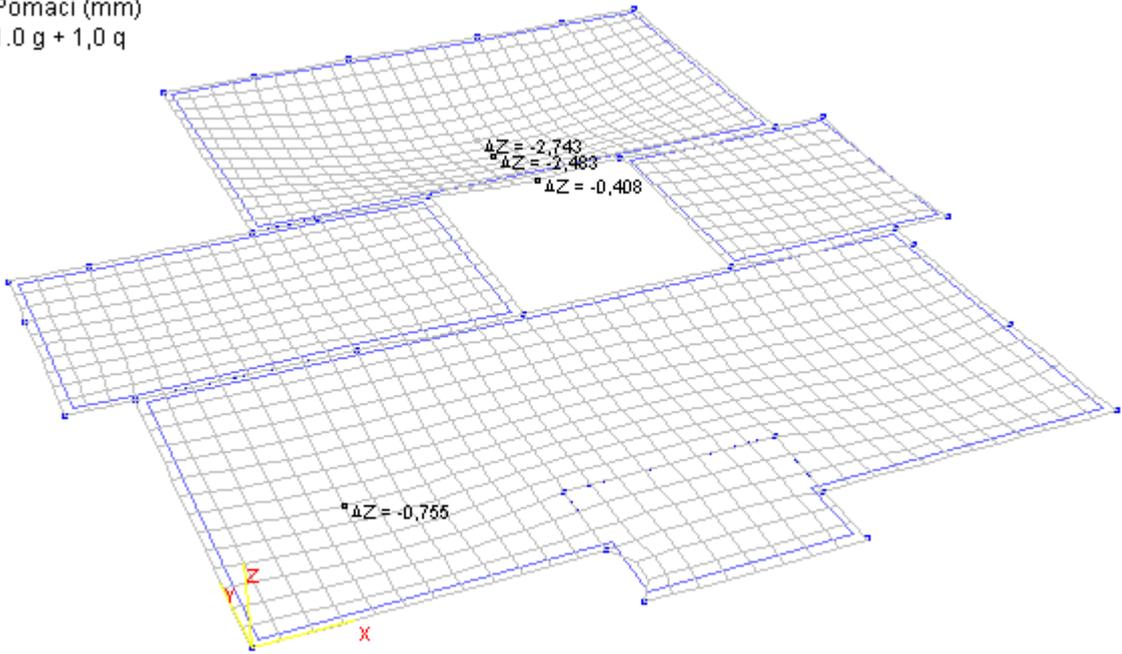 Pomaci (mm)
1.0 g + 1,0 q
ΔZ = -2,743
ΔZ = -2,483
ΔZ = -0,408
ΔZ = -0,755
Z
Y
X